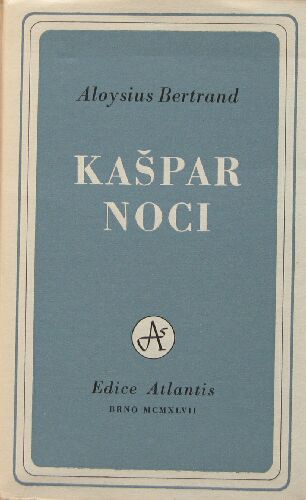 Aloysius Bertrand
KAŠPAR
NOCI
As
Edice Atlantis
BRNO MCMXLVII